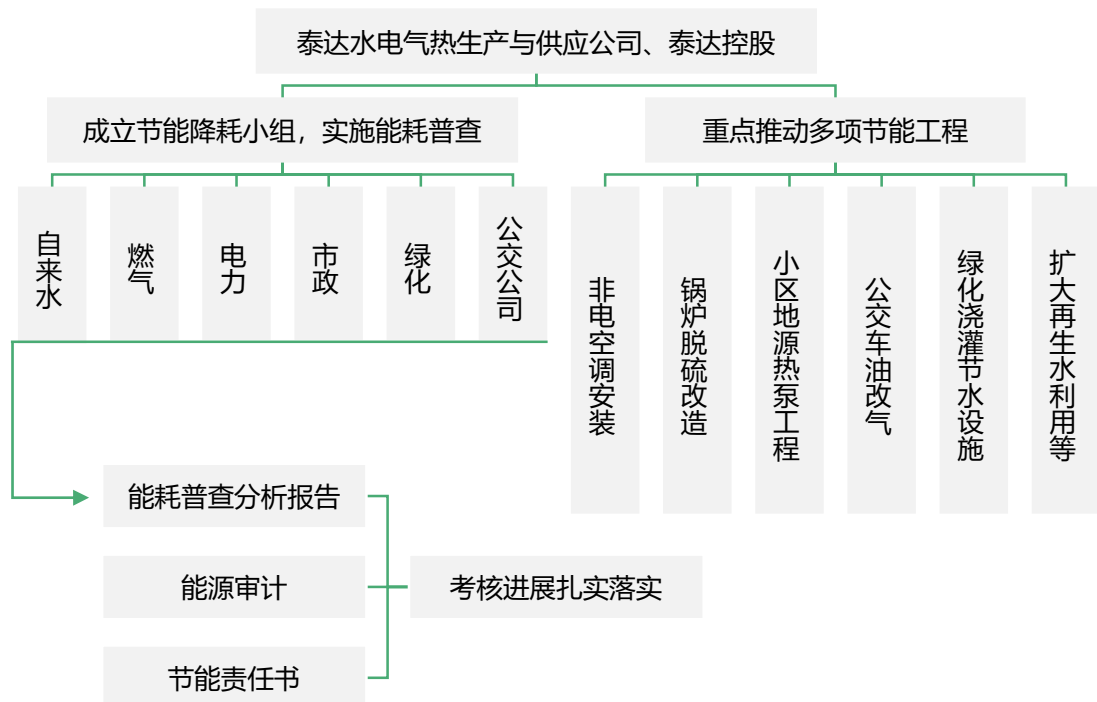 泰达水电气热生产与供应公司、泰达控股
成立节能降耗小组，实施能耗普查
重点推动多项节能工程
自来水
燃气
电力
市政
绿化
公交公司
非电空调安装
锅炉脱硫改造
小区地源热泵工程
公交车油改气
绿化浇灌节水设施
扩大再生水利用等
能耗普查分析报告
能源审计
考核进展扎实落实
节能责任书